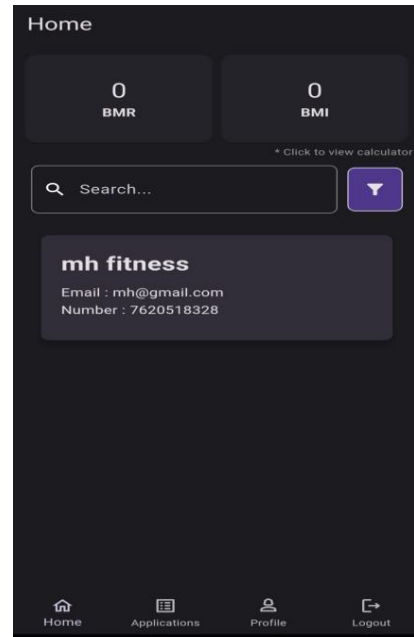 Home
0 0
BMR BMI
* Click to view calculator
Search...
mh fitness
Email : mh@gmail.com
Number : 7620518328
Home Applications Profile Logout